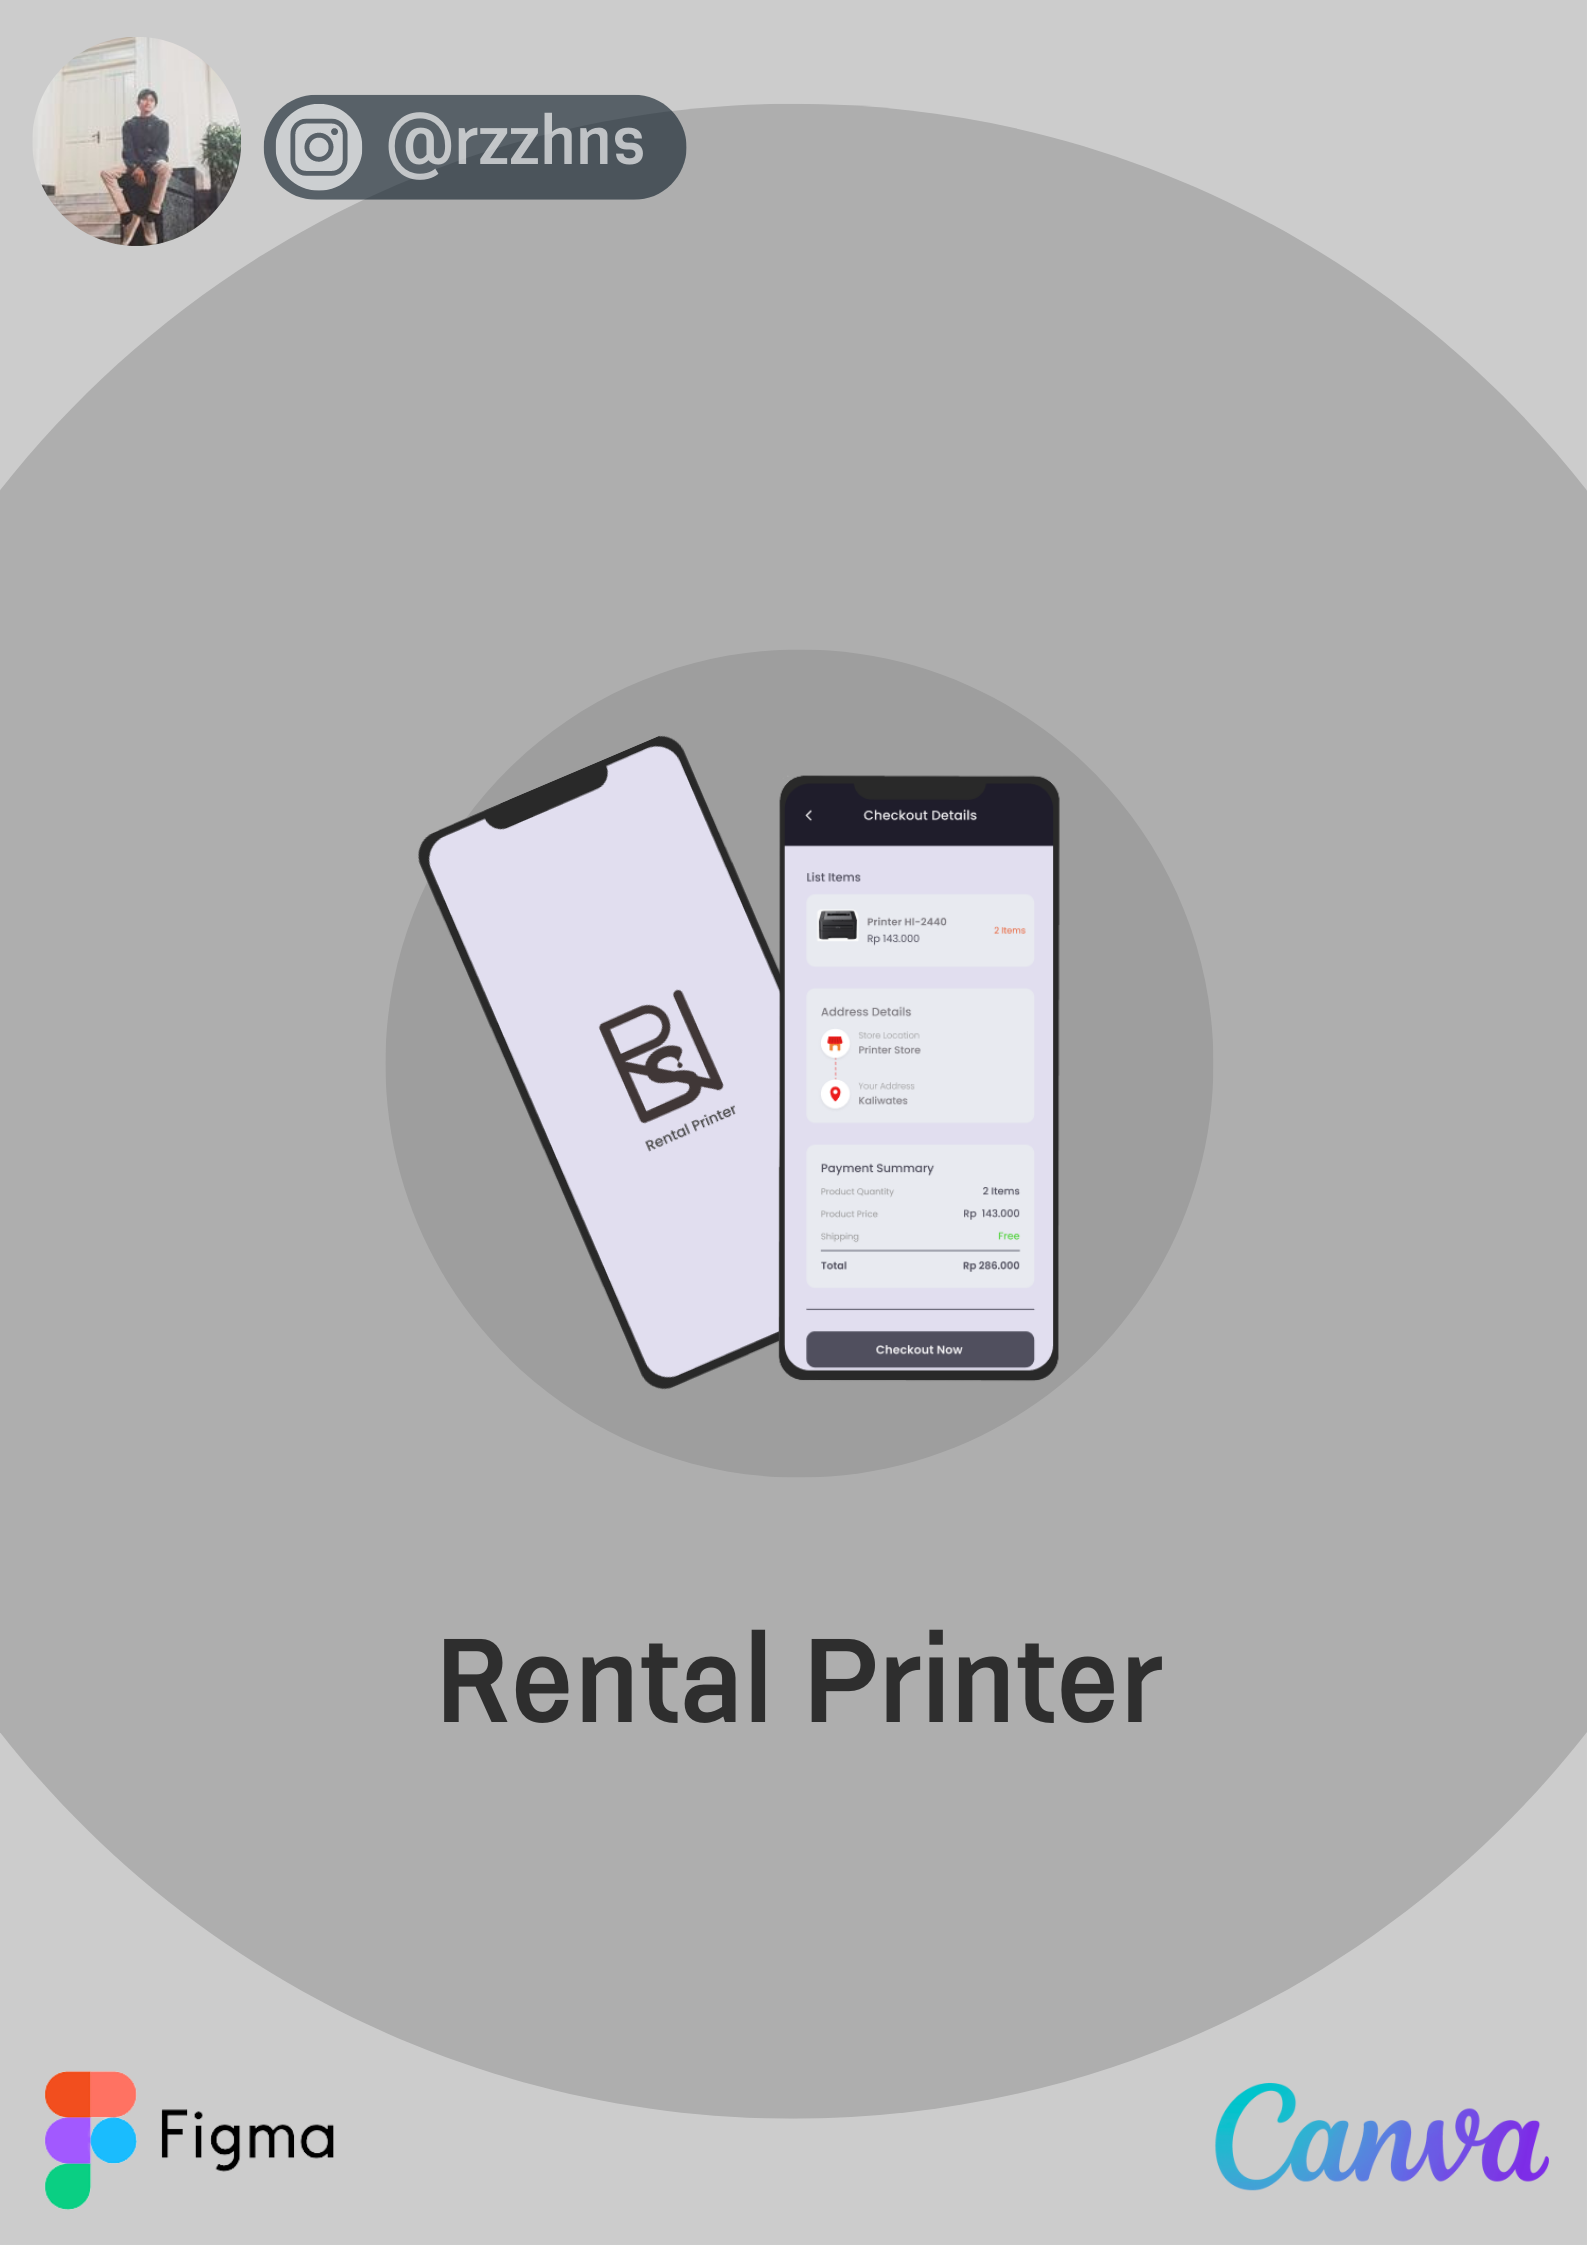 @rzzhns
Rental Printer
Checkout Details
List Items
Printer Hl-2440
Rp 143.000
2 Items
Address Details
Store Location
Printer Store
Your Address
Kaliwates
Payment Summary
Product Quantity 2 Items
Product Price Rp 143.000
Shipping Free
Total Rp 286.000
Checkout Now
Rental Printer
Figma
Canva